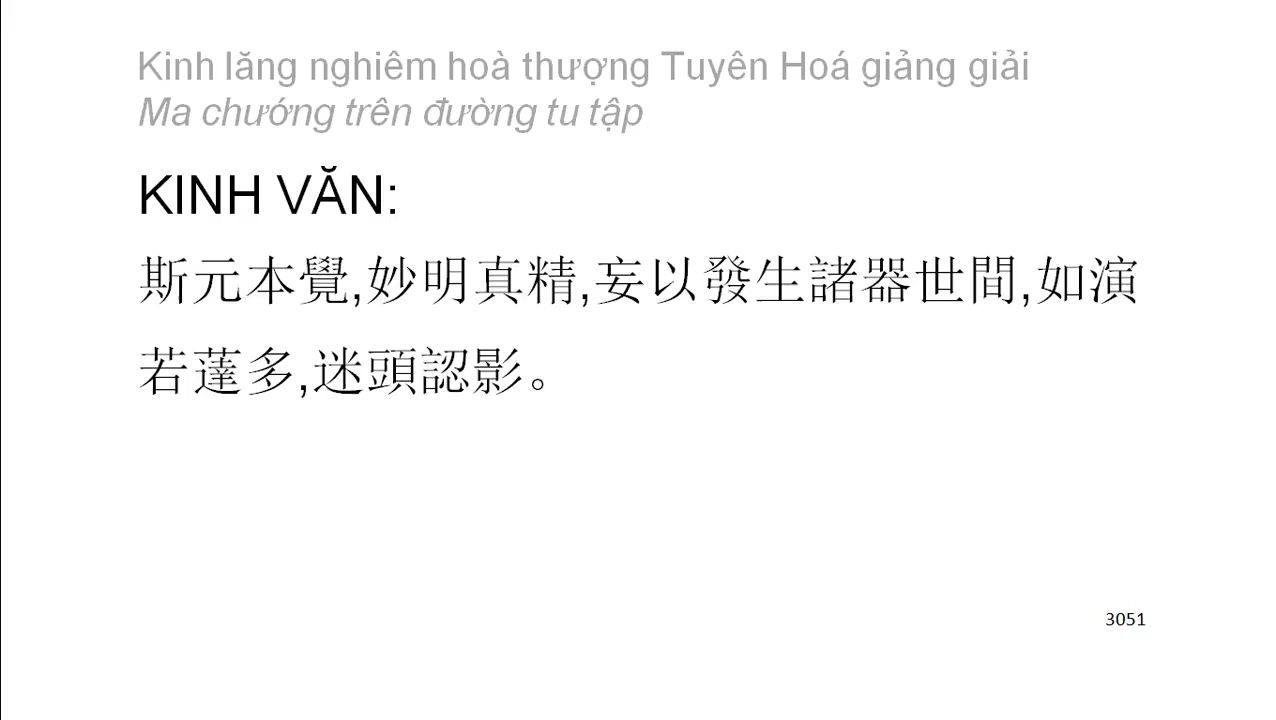 Kinh lăng nghiêm hoà thượng Tuyên Hoá giảng giải
Ma chướng trên đường tu tập
KINH VĂN:
斯元本覺,妙明真精,妄以發生諸器世間,如演
若薘多,迷頭認影。
3051